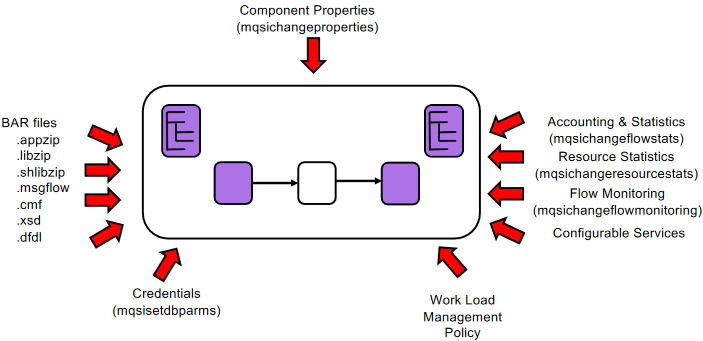 Component Properties
(mqsichangeproperties)
BAR files
.appzip
.libzip
.shlibzip
.msgflow
.cmf
.xsd
.dfdl
Accounting & Statistics
(mqsichangeflowstats)
Resource Statistics
(mqsichangeresourcestats)
Flow Monitoring
(mqsichangeflowmonitoring)
Configurable Services
Credentials
(mqsisetdbparms)
Work Load
Management
Policy